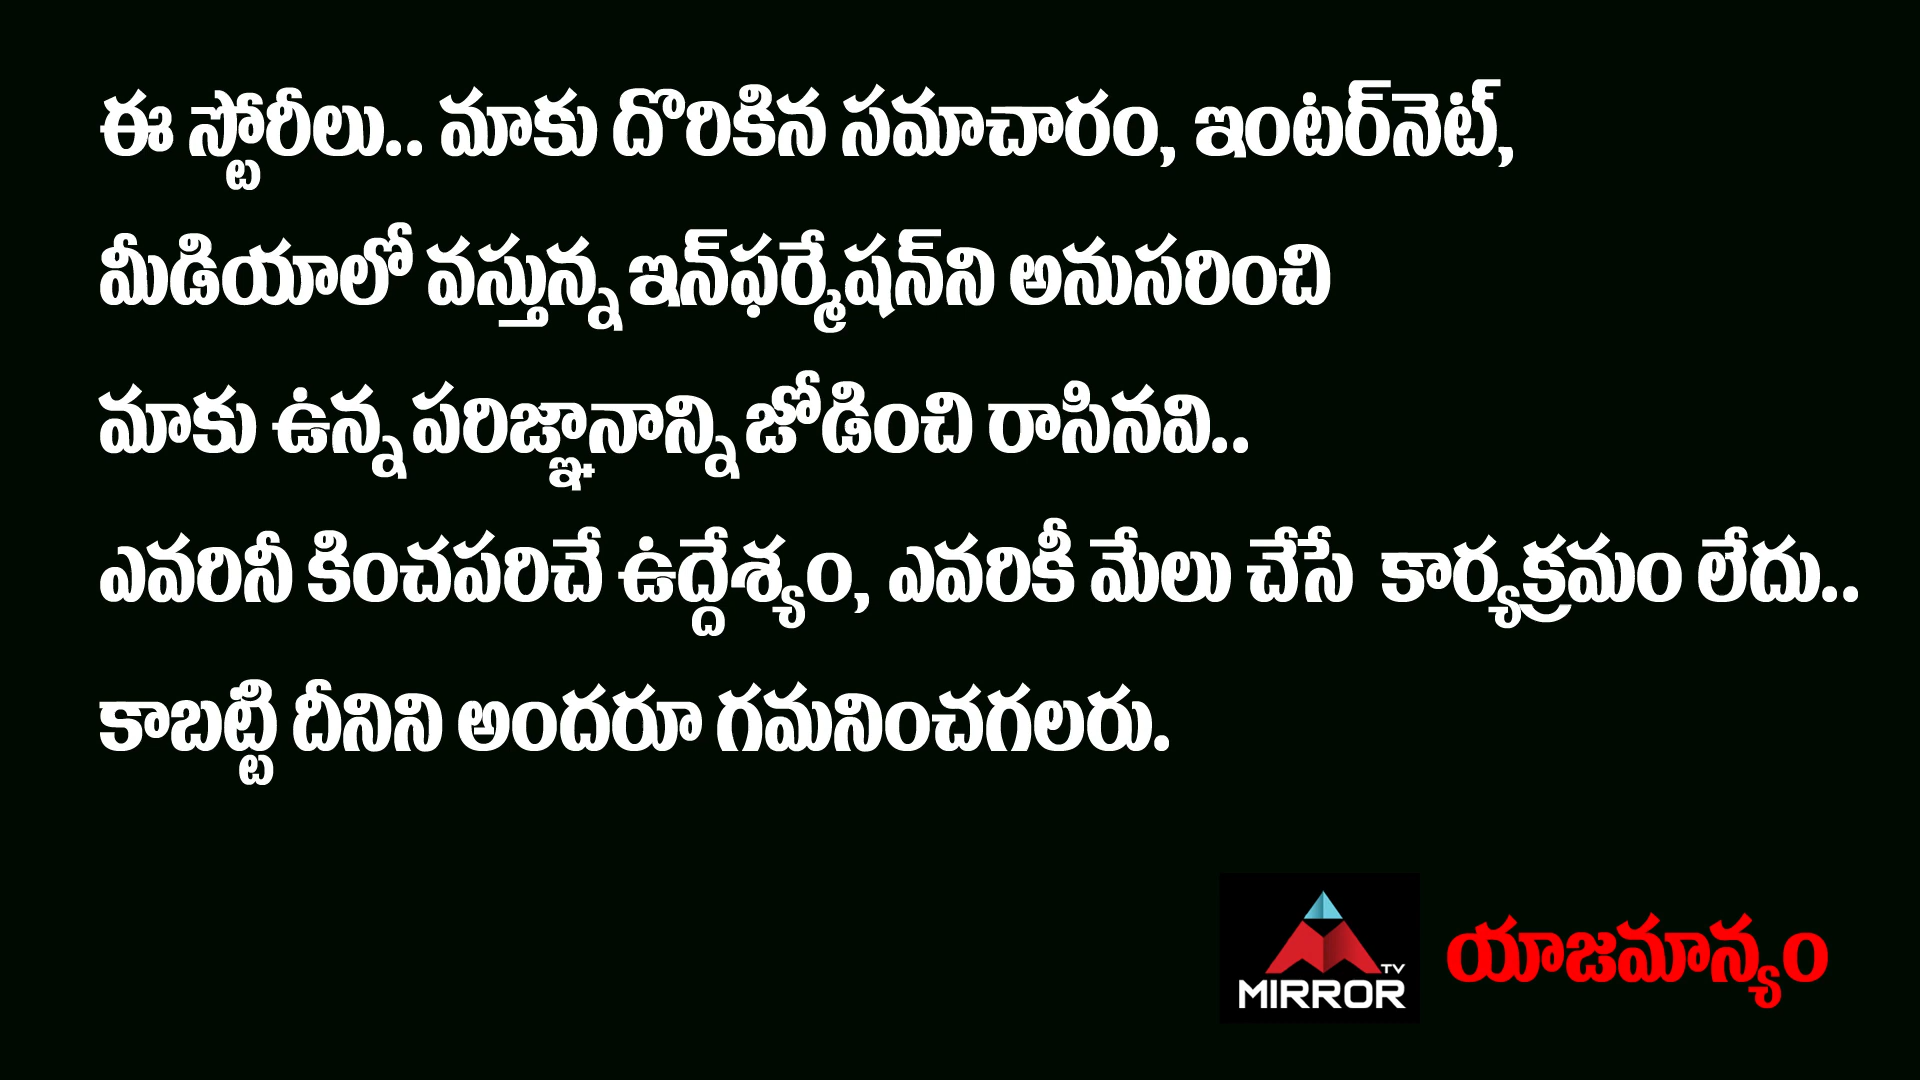 ఈ స్టోరీలు.. మాకు దొరికిన సమాచారం, ఇంటర్‌నెట్,
మీడియాలో వస్తున్న ఇన్‌ఫర్మేషన్‌ని అనుసరించి
మాకు ఉన్న పరిజ్ఞానాన్ని జోడించి రాసినవి..
ఎవరినీ కించపరిచే ఉద్దేశ్యం, ఎవరికీ మేలు చేసే కార్యక్రమం లేదు..
కాబట్టి దీనిని అందరూ గమనించగలరు.
TV
MIRROR
యాజమాన్యం